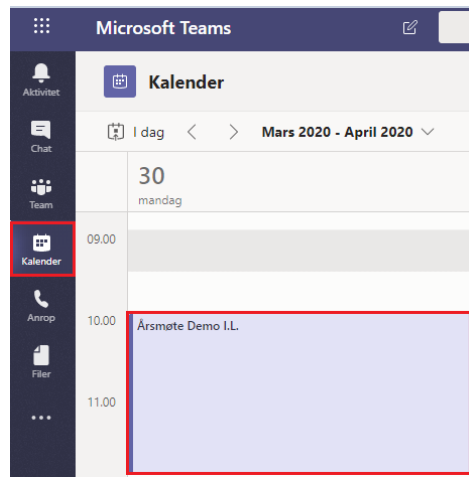 Microsoft Teams
Aktivitet
Chat
Team
Kalender
Anrop
Filer
Kalender
I dag
Mars 2020 - April 2020
30
mandag
09.00
10.00
Årsmøte Demo I.L.
11.00